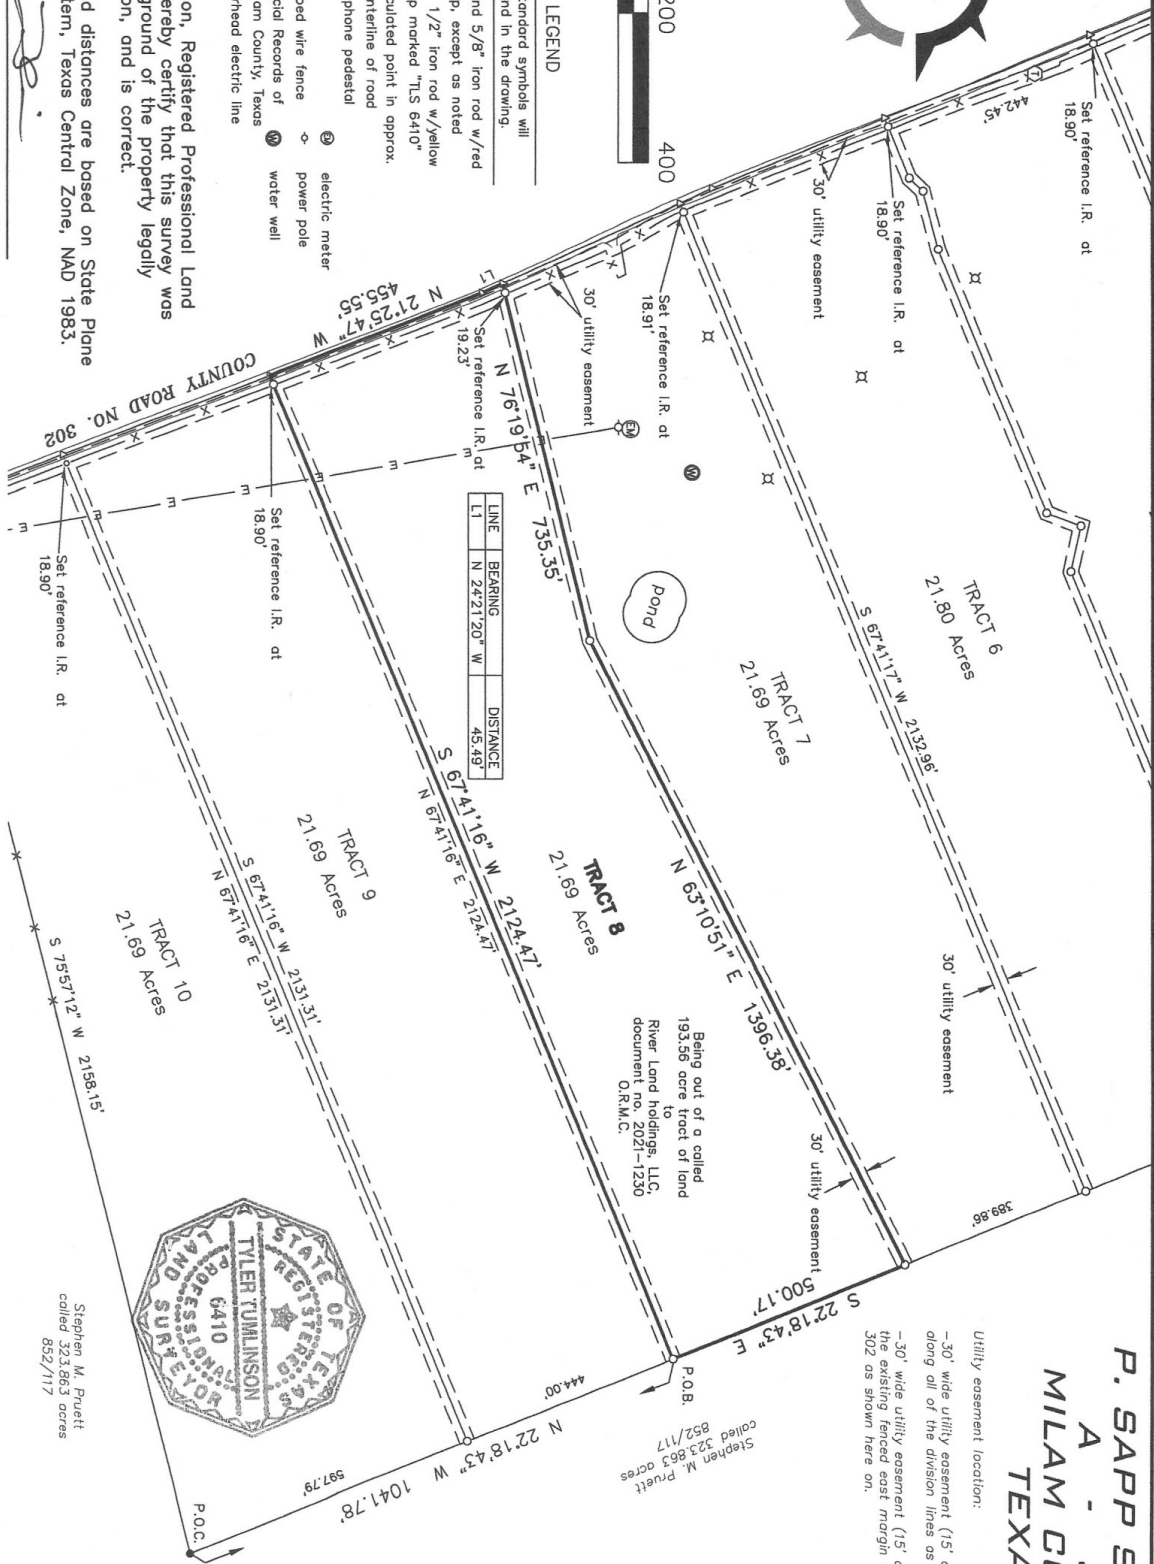 P. SAPP S
A -
MILAM C
TEXA
Utility easement location:
-30' wide utility easement (15'
along all of the division lines as
-30' wide utility easement (15'
the existing fenced east margin
302 as shown here on.
200
400
LEGEND
tandard symbols will
nd in the drawing.
nd 5/8" iron rod w/red
p, except as noted
1/2" iron rod w/yellow
p marked "TLS 6410"
culated point in approx.
nterline of road
phone pedestal
bed wire fence
cial Records of
am County, Texas
rhead electric line
EM electric meter
power pole
W water well
on, Registered Professional Land
ereby certify that this survey was
ground of the property legally
on, and is correct.
d distances are based on State Plane
tem, Texas Central Zone, NAD 1983.
Set reference I.R. at
18.90'
T
442.45'
Set reference I.R. at
18.90'
30' utility easement
Set reference I.R. at
18.91'
30' utility easement
L1
Set reference I.R. at
19.23'
N 21°25'47" W
455.55'
COUNTY ROAD NO. 302
Set reference I.R. at
18.90'
Set reference I.R. at
18.90'
EM
E
E
E
E
E
E
E
W
pond
TRACT 6
21.80 Acres
S 67°41'17" W 2132.96'
30' utility easement
389.86'
TRACT 7
21.69 Acres
N 76°19'54" E 735.35'
N 63°10'51" E 1396.38'
30' utility easement
LINE BEARING DISTANCE
L1 N 24°21'20" W 45.49'
TRACT 8
21.69 Acres
Being out of a called
193.56 acre tract of land
to
River Land holdings, LLC,
document no. 2021-1230
O.R.M.C.
S 22°18'43" E
500.17'
P.O.B.
Stephen M. Pruett
called 323.863 acres
852/117
S 67°41'16" W 2124.47'
N 67°41'16" E 2124.47'
TRACT 9
21.69 Acres
444.00'
S 67°41'16" W 2131.31'
N 67°41'16" E 2131.31'
TRACT 10
21.69 Acres
N 22°18'43" W 1041.78'
597.79'
S 75°57'12" W 2158.15'
P.O.C.
STATE OF TEXAS
REGISTERED
TYLER TUMLINSON
6410
PROFESSIONAL
LAND SURVEYOR
Stephen M. Pruett
called 323.863 acres
852/117